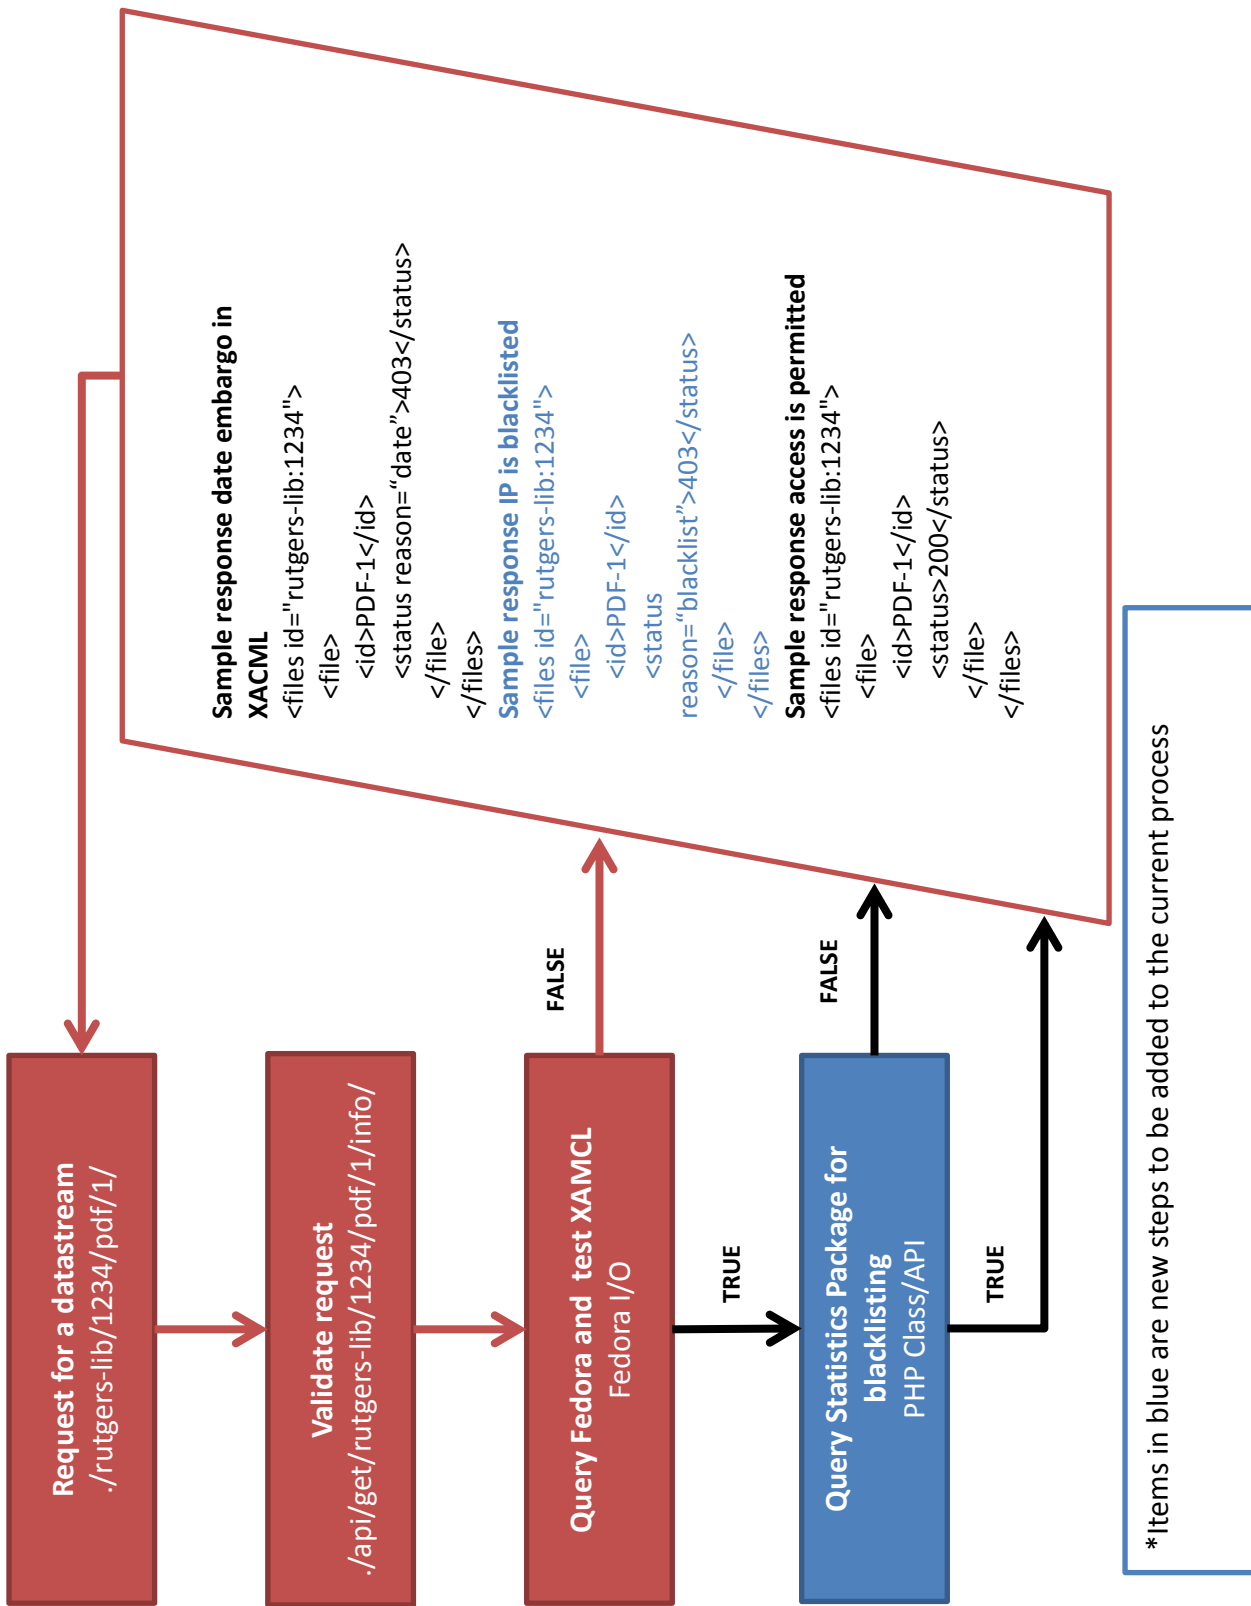 Request for a datastream
./rutgers-lib/1234/pdf/1/
Validate request
./api/get/rutgers-lib/1234/pdf/1/info/
Query Fedora and  test XAMCL
Fedora I/O
FALSE
TRUE
Query Statistics Package for
blacklisting
PHP Class/API
FALSE
TRUE
Sample response date embargo in
XACML
<files id="rutgers-lib:1234">
<file>
<id>PDF-1</id>
<status reason=“date”>403</status>
</file>
</files>
Sample response IP is blacklisted
<files id="rutgers-lib:1234">
<file>
<id>PDF-1</id>
<status
reason=“blacklist”>403</status>
</file>
</files>
Sample response access is permitted
<files id="rutgers-lib:1234">
<file>
<id>PDF-1</id>
<status>200</status>
</file>
</files>
*Items in blue are new steps to be added to the current process